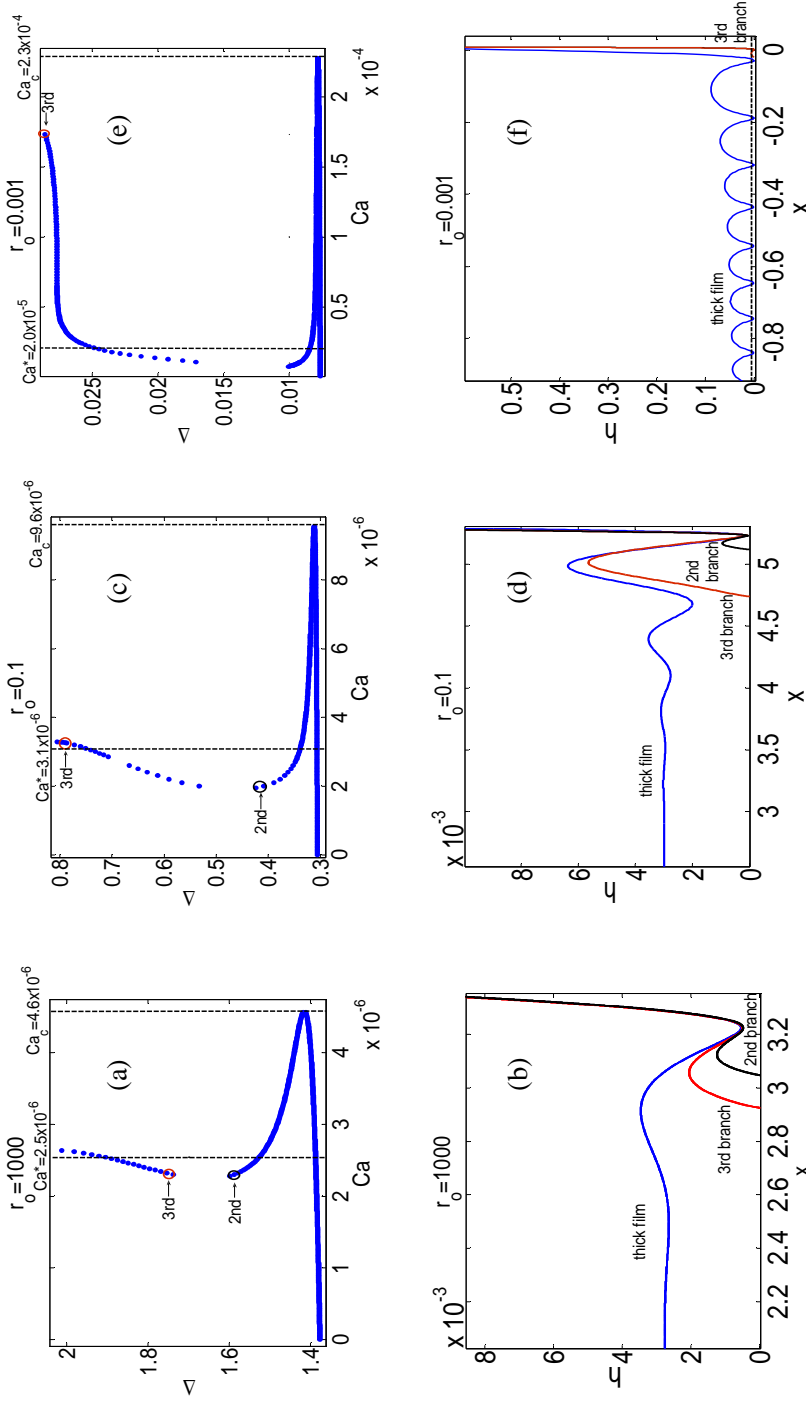 r_o=1000
Ca*=2.5x10^-6
Ca_c=4.6x10^-6
(a)
3rd
2nd
Δ
2
1.8
1.6
1.4
0 1 2 3 4
x 10^-6
Ca
r_o=0.1
Ca*=3.1x10^-6
Ca_c=9.6x10^-6
(c)
3rd
2nd
Δ
0.8
0.7
0.6
0.5
0.4
0.3
0 2 4 6 8
x 10^-6
Ca
r_o=0.001
Ca*=2.0x10^-5
Ca_c=2.3x10^-4
(e)
3rd
Δ
0.025
0.02
0.015
0.01
0.5 1 1.5 2
x 10^-4
Ca
x 10^-3
r_o=1000
(b)
thick film
3rd branch
2nd branch
h
8
6
4
2
0
2.2 2.4 2.6 2.8 3 3.2
x
x 10^-3
r_o=0.1
(d)
thick film
3rd branch
2nd
branch
h
8
6
4
2
0
3 3.5 4 4.5 5
x
r_o=0.001
(f)
thick film
3rd
branch
h
0.5
0.4
0.3
0.2
0.1
0
-0.8 -0.6 -0.4 -0.2 0
x